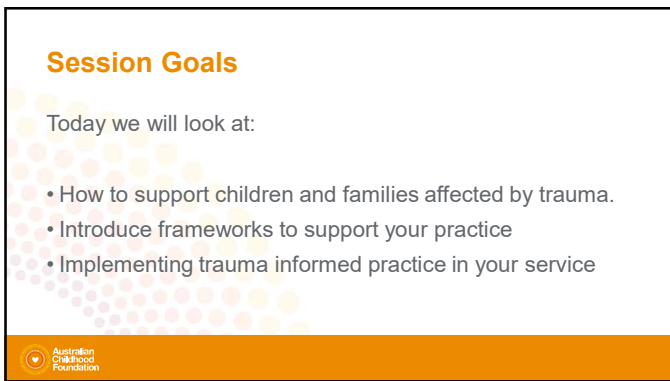 Session Goals
Today we will look at:
• How to support children and families affected by trauma.
• Introduce frameworks to support your practice
• Implementing trauma informed practice in your service
Australian
Childhood
Foundation